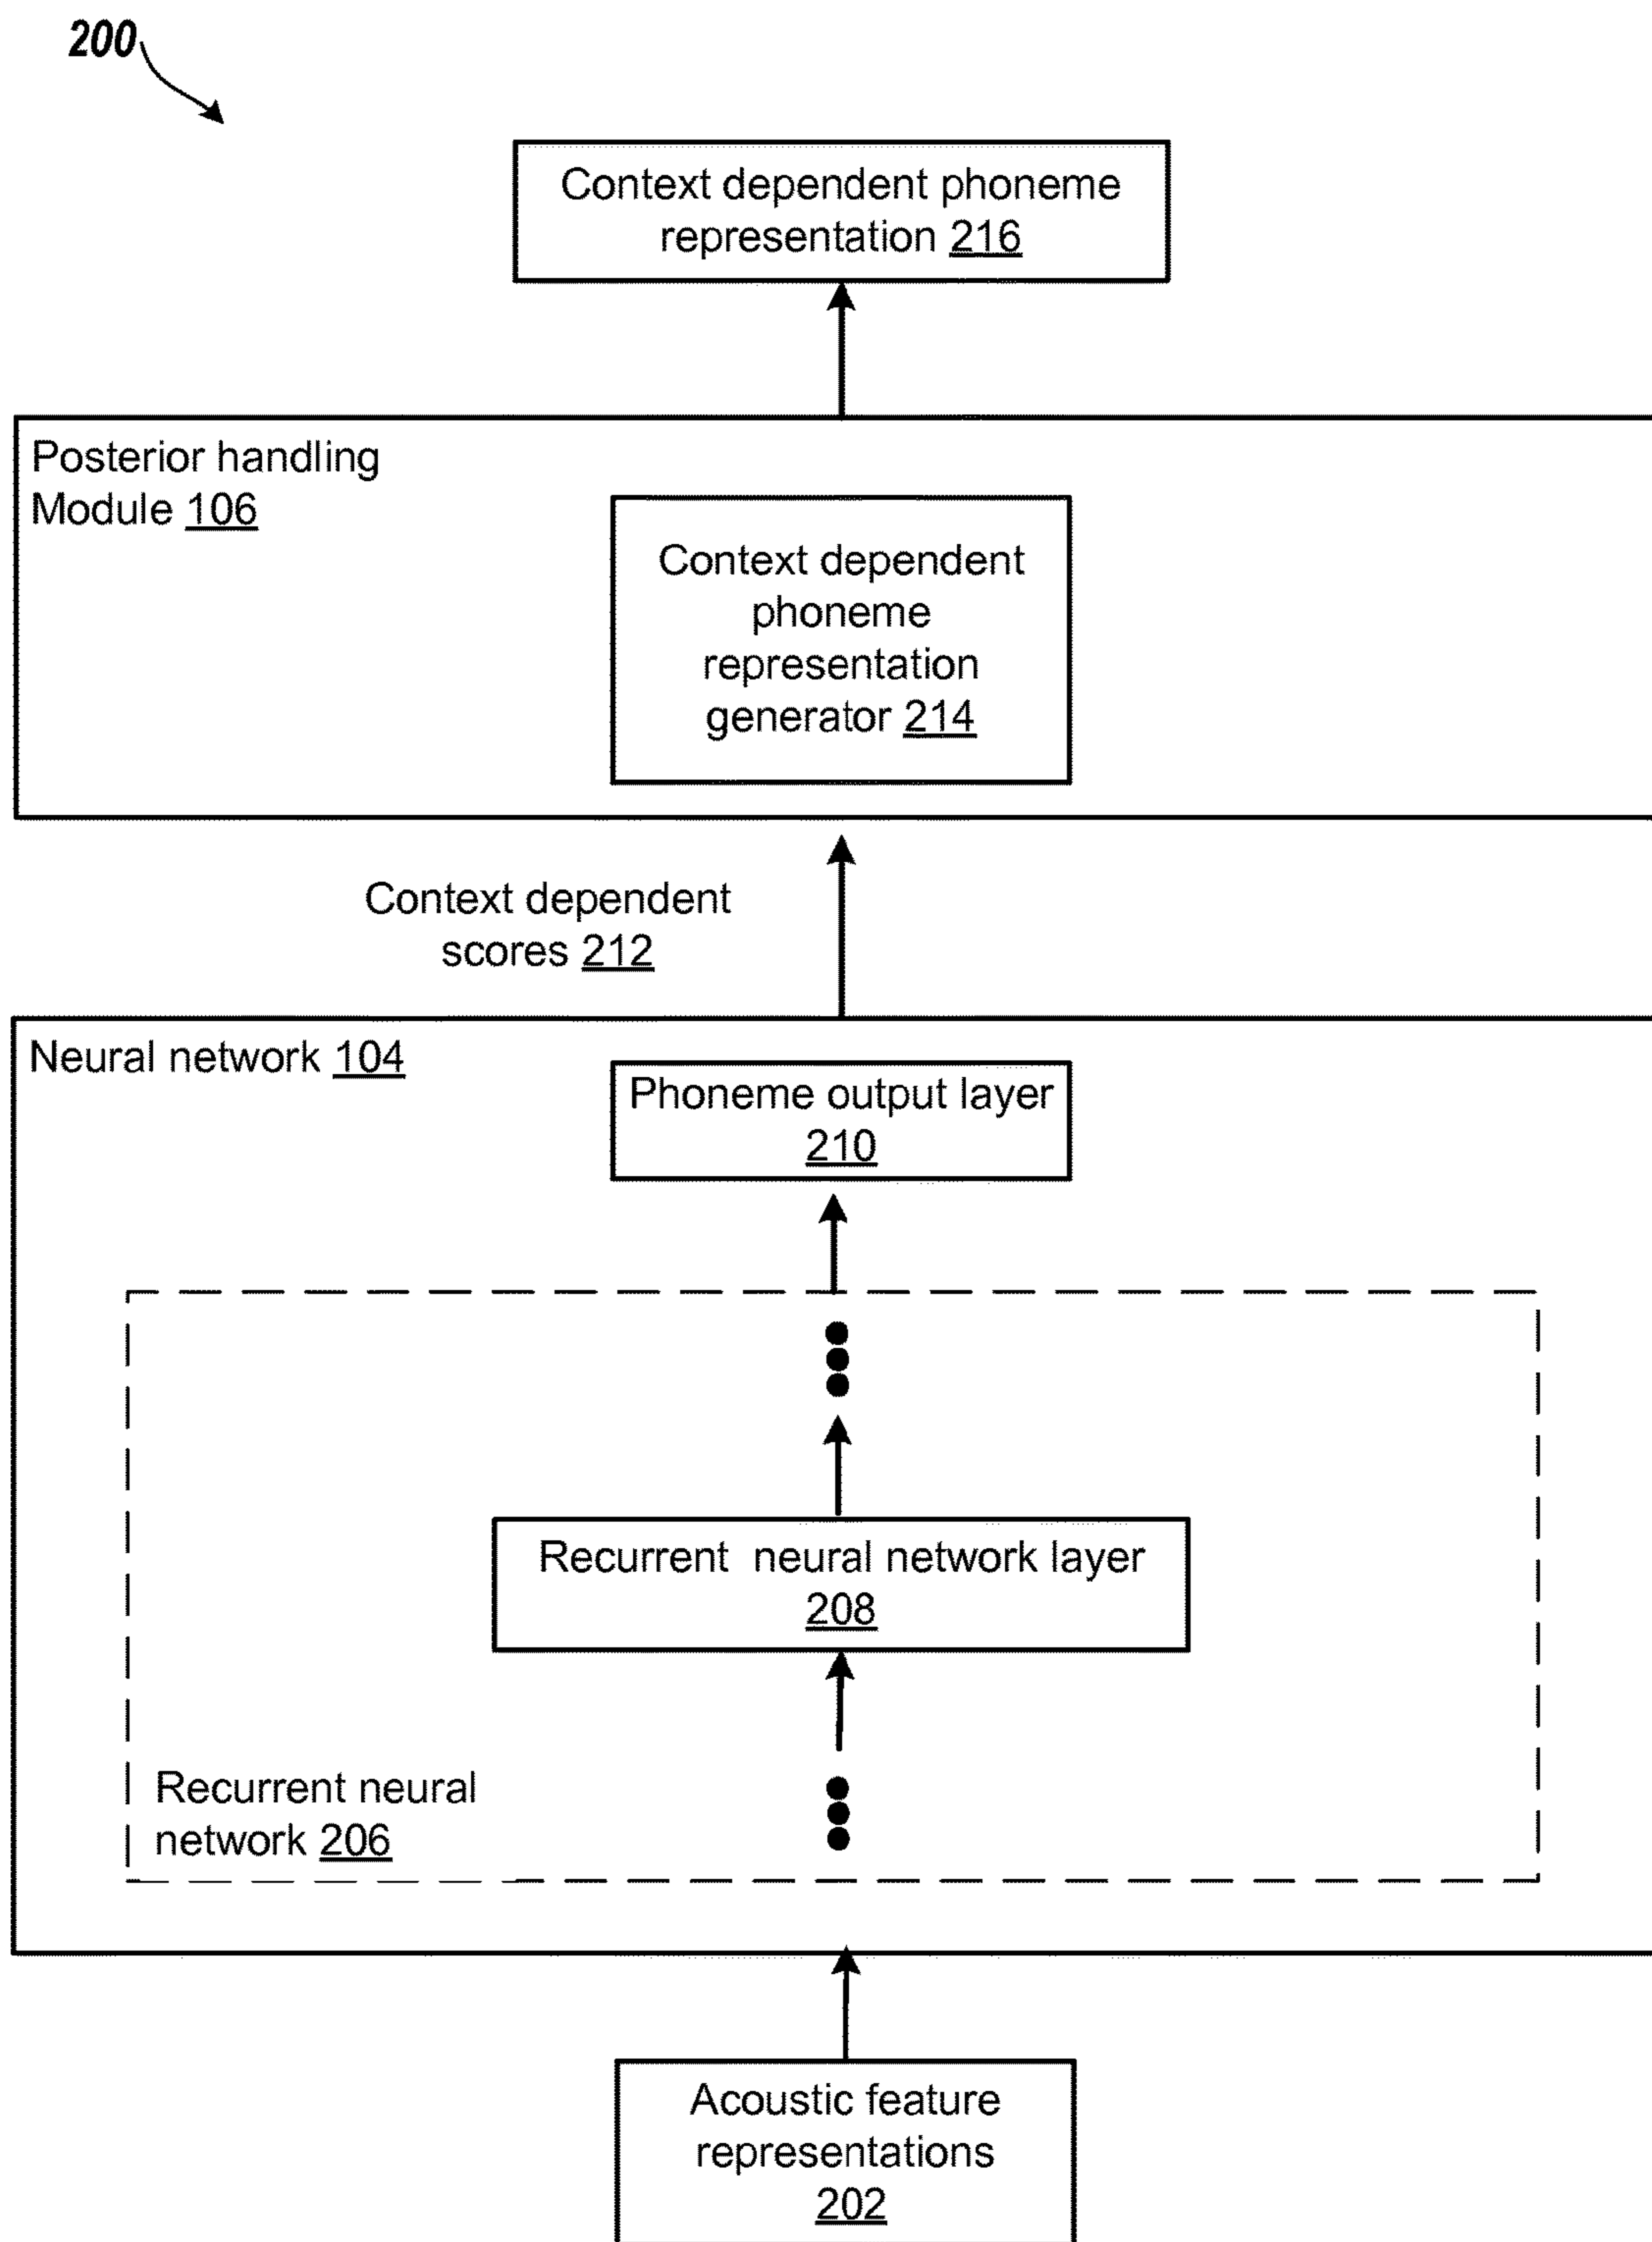 200
Context dependent phoneme
representation 216
Posterior handling
Module 106
Context dependent
phoneme
representation
generator 214
Context dependent
scores 212
Neural network 104
Phoneme output layer
210
Recurrent neural network layer
208
Recurrent neural
network 206
Acoustic feature
representations
202